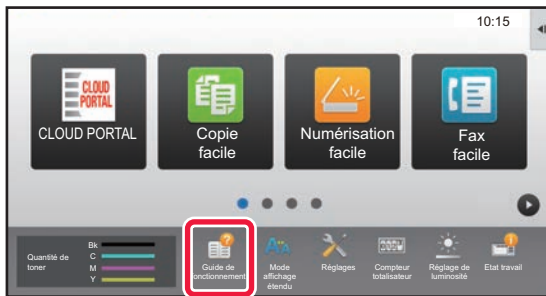 10:15
CLOUD
PORTAL
CLOUD PORTAL
Copie
facile
Numérisation
facile
Fax
facile
Quantité de
toner
Bk
C
M
Y
Guide de
fonctionnement
Mode
affichage
étendu
Réglages
Compteur
totalisateur
Réglage de
luminosité
Etat travail